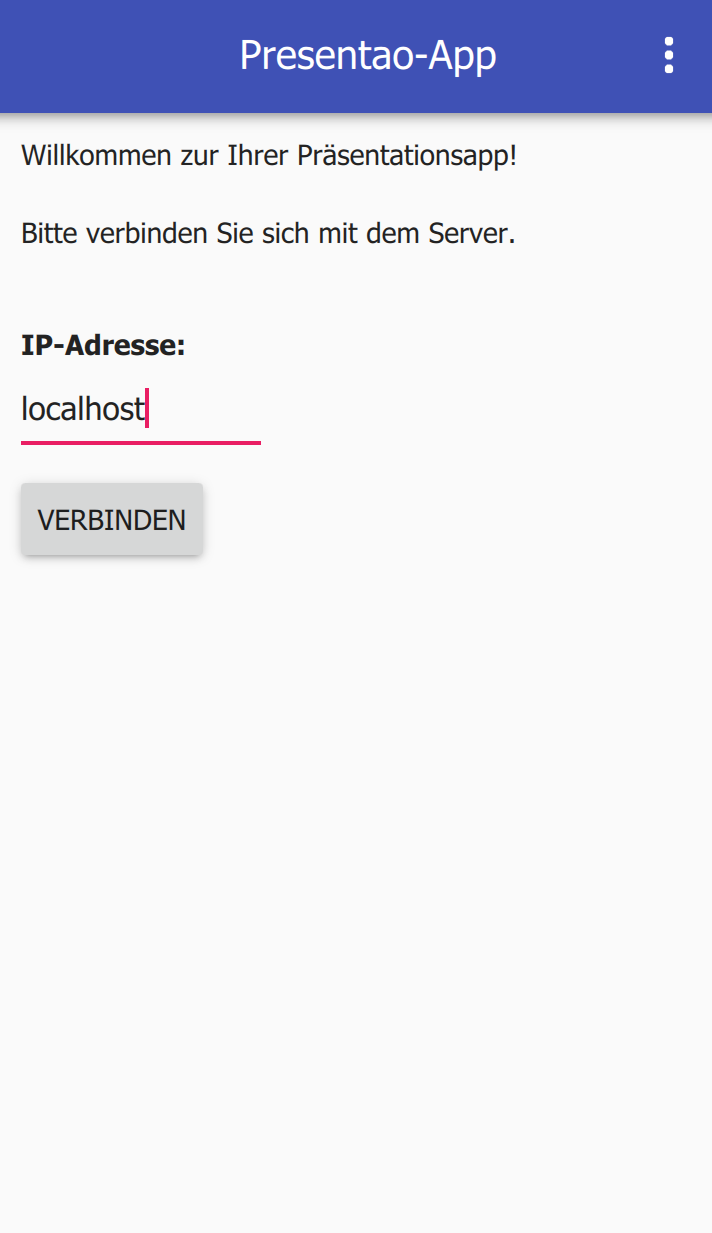 Presentao-App
Willkommen zur Ihrer Präsentationsapp!
Bitte verbinden Sie sich mit dem Server.
IP-Adresse:
localhost
VERBINDEN